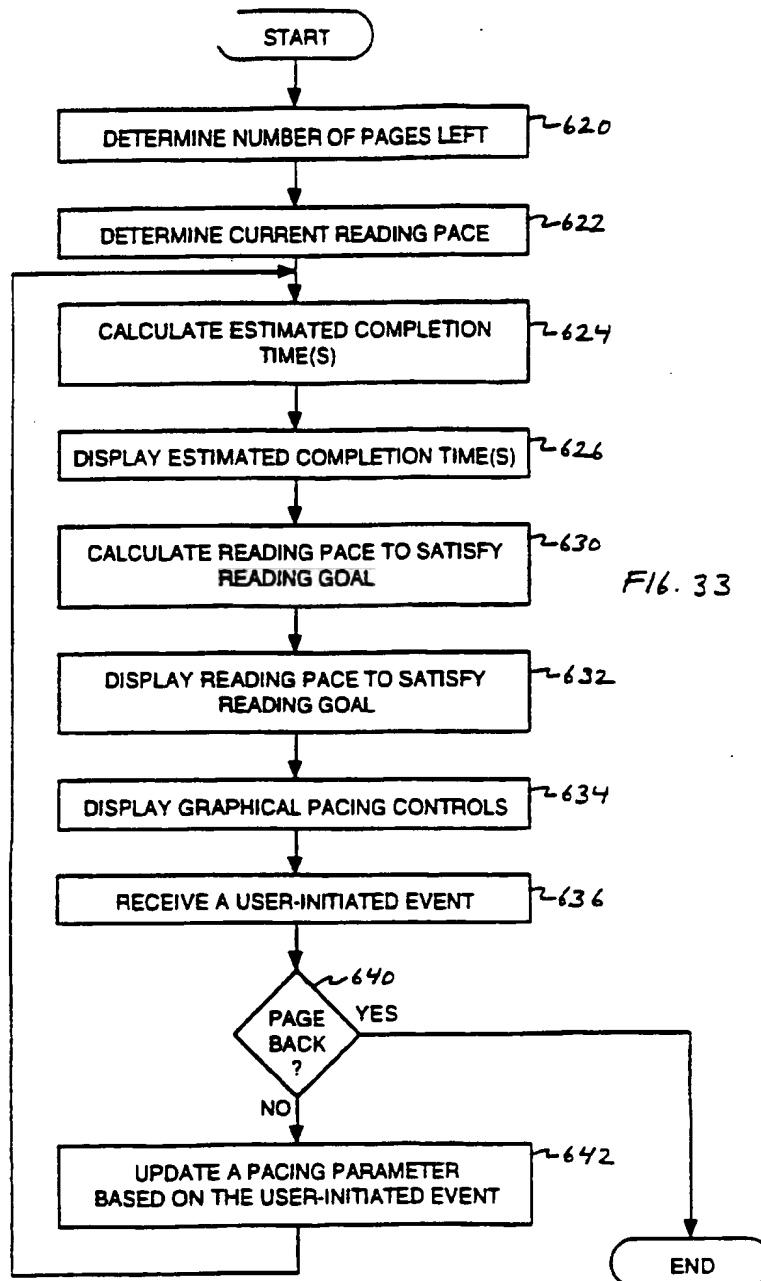 START
DETERMINE NUMBER OF PAGES LEFT
620
DETERMINE CURRENT READING PACE
622
CALCULATE ESTIMATED COMPLETION
TIME(S)
624
DISPLAY ESTIMATED COMPLETION TIME(S)
626
CALCULATE READING PACE TO SATISFY
READING GOAL
630
FIG. 33
DISPLAY READING PACE TO SATISFY
READING GOAL
632
DISPLAY GRAPHICAL PACING CONTROLS
634
RECEIVE A USER-INITIATED EVENT
636
640
PAGE
BACK
?
YES
NO
UPDATE A PACING PARAMETER
BASED ON THE USER-INITIATED EVENT
642
END